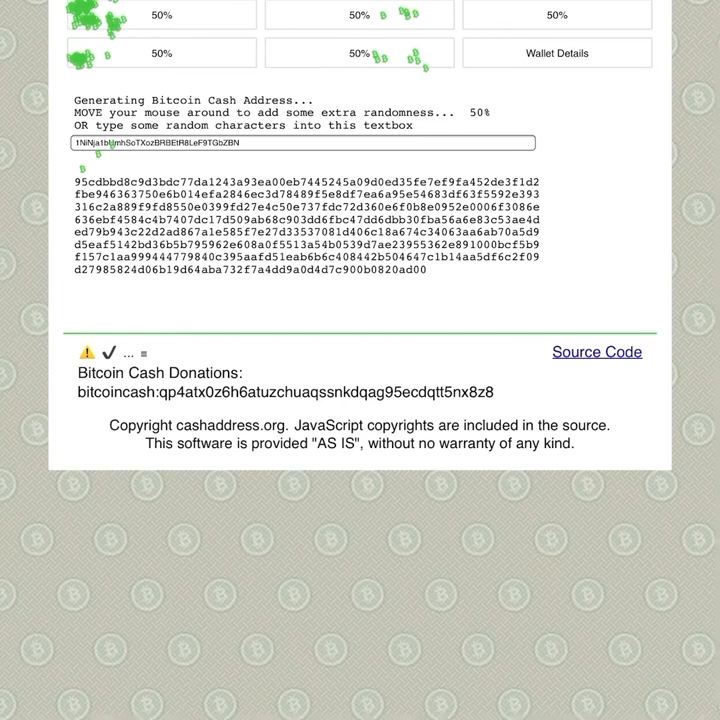 50% 50% 50%
50% 50% Wallet Details
Generating Bitcoin Cash Address...
MOVE your mouse around to add some extra randomness... 50%
OR type some random characters into this textbox
1NiNja1bUmhSoTXozBRBEtR8LeF9TGbZBN
95cdbbd8c9d3bdc77da1243a93ea00eb7445245a09d0ed35fe7ef9fa452de3f1d2
fbe946363750e6b014efa2846ec3d78489f5e8df7ea6a95e54683df63f5592e393
316c2a889f9fd8550e0399fd27e4c50e737fdc72d360e6f0b8e0952e0006f3086e
636ebf4584c4b7407dc17d509ab68c903dd6fbc47dd6dbb30fba56a6e83c53ae4d
ed79b943c22d2ad867a1e585f7e27d33537081d406c18a674c34063aa6ab70a5d9
d5eaf5142bd36b5b795962e608a0f5513a54b0539d7ae23955362e891000bcf5b9
f157c1aa999444779840c395aafd51eab6b6c408442b504647c1b14aa5df6c2f09
d27985824d06b19d64aba732f7a4dd9a0d4d7c900b0820ad00
... Source Code
Bitcoin Cash Donations:
bitcoincash:qp4atx0z6h6atuzchuaqssnkdqag95ecdqtt5nx8z8
Copyright cashaddress.org. JavaScript copyrights are included in the source.
This software is provided "AS IS", without no warranty of any kind.